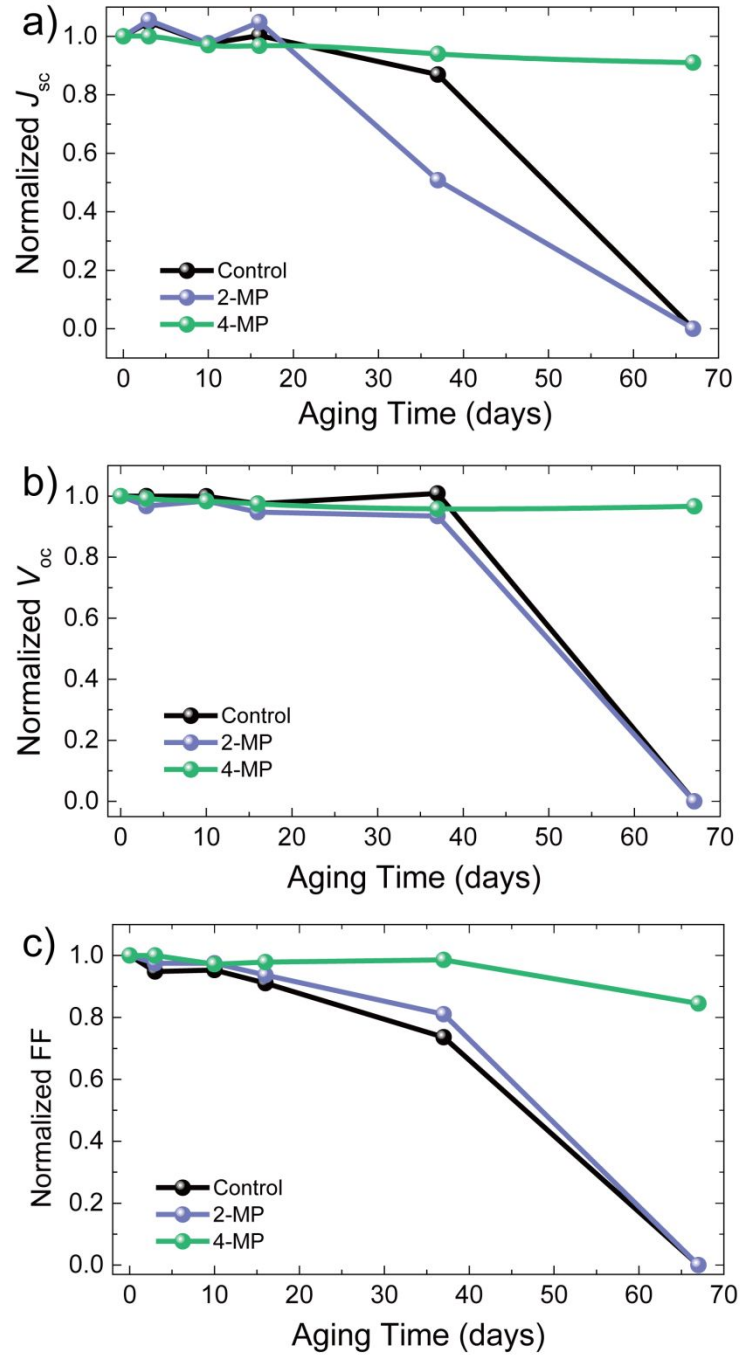 a)
1.0
0.8
0.6
0.4
0.2
0.0
Normalized Jsc
Control
2-MP
4-MP
0 10 20 30 40 50 60 70
Aging Time (days)
b)
1.0
0.8
0.6
0.4
0.2
0.0
Normalized Voc
Control
2-MP
4-MP
0 10 20 30 40 50 60 70
Aging Time (days)
c)
1.0
0.8
0.6
0.4
0.2
0.0
Normalized FF
Control
2-MP
4-MP
0 10 20 30 40 50 60 70
Aging Time (days)